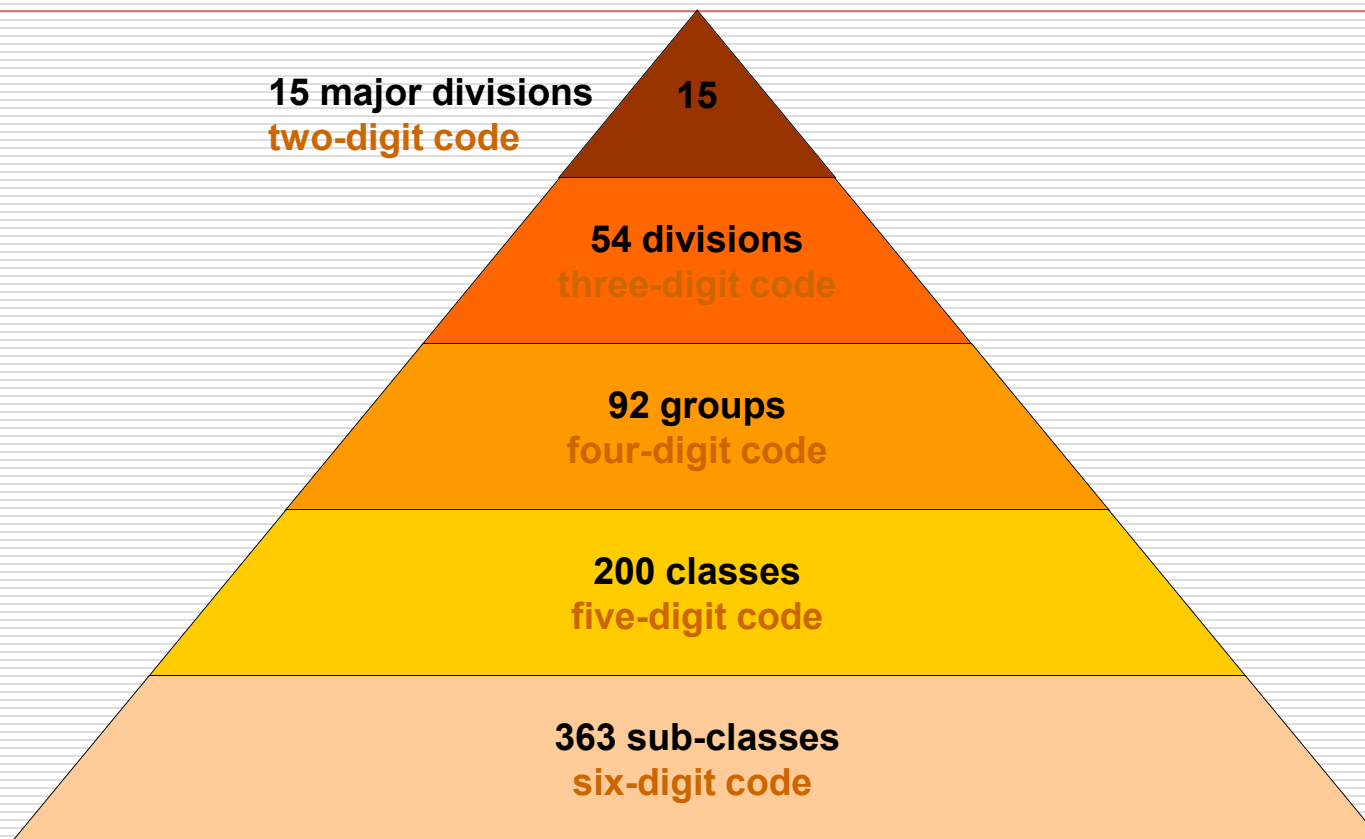 15 major divisions
two-digit code
15
54 divisions
three-digit code
92 groups
four-digit code
200 classes
five-digit code
363 sub-classes
six-digit code